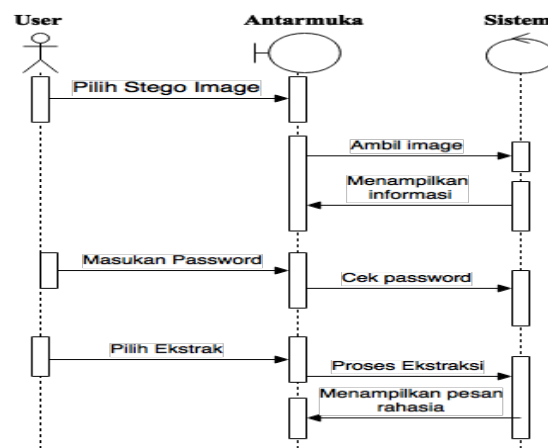 User
Antarmuka
Sistem
Pilih Stego Image
Ambil image
Menampilkan
informasi
Masukan Password
Cek password
Pilih Ekstrak
Proses Ekstraksi
Menampilkan pesan
rahasia